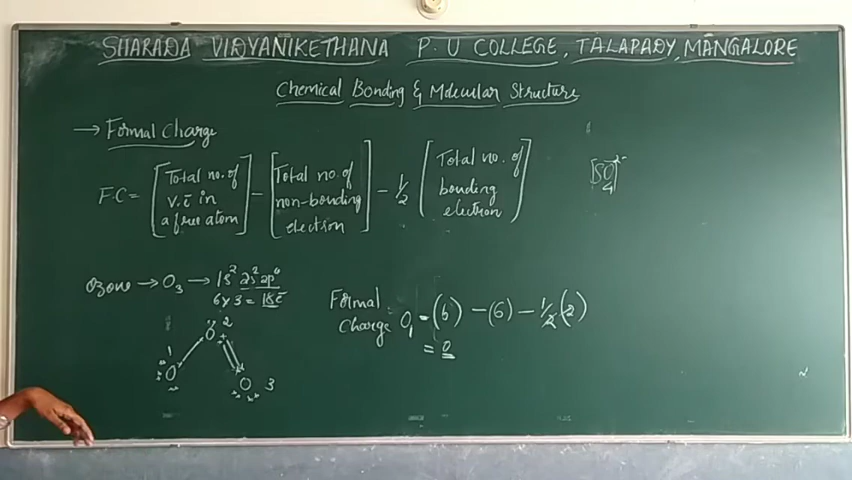 SHARADA VIDYANIKETHANA P.U COLLEGE, TALAPADY, MANGALORE
Chemical Bonding & Molecular Structure
→ Formal Charge
F.C = [Total no. of v.ē in a free atom] - [Total no. of non-bonding electron] - 1/2 [Total no. of bonding electron]
[SO₄]²⁻
Ozone → O₃ → 1s² 2s² 2p⁶
6 x 3 = 18ē
Formal Charge: O₁ = (6) - (6) - 1/2 (2)
= 0
1 O
O 2
O 3